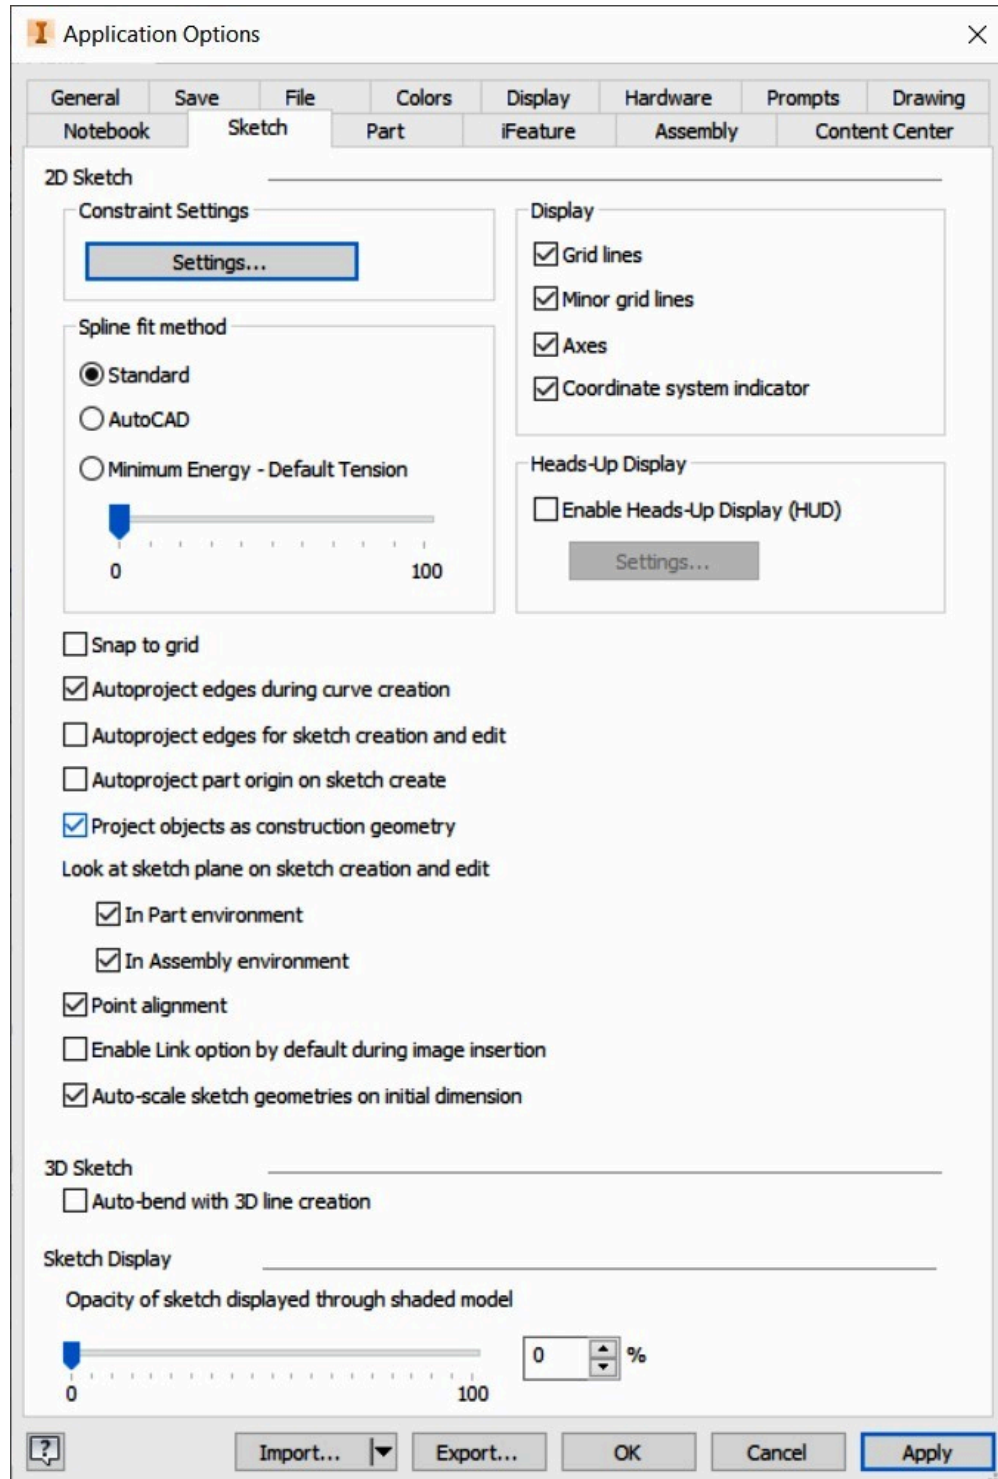 Application Options
General Save File Colors Display Hardware Prompts Drawing
Notebook Sketch Part iFeature Assembly Content Center
2D Sketch
Constraint Settings
Settings...
Spline fit method
Standard
AutoCAD
Minimum Energy - Default Tension
0 100
Display
Grid lines
Minor grid lines
Axes
Coordinate system indicator
Heads-Up Display
Enable Heads-Up Display (HUD)
Settings...
Snap to grid
Autoproject edges during curve creation
Autoproject edges for sketch creation and edit
Autoproject part origin on sketch create
Project objects as construction geometry
Look at sketch plane on sketch creation and edit
In Part environment
In Assembly environment
Point alignment
Enable Link option by default during image insertion
Auto-scale sketch geometries on initial dimension
3D Sketch
Auto-bend with 3D line creation
Sketch Display
Opacity of sketch displayed through shaded model
0 %
0 100
? Import... Export... OK Cancel Apply